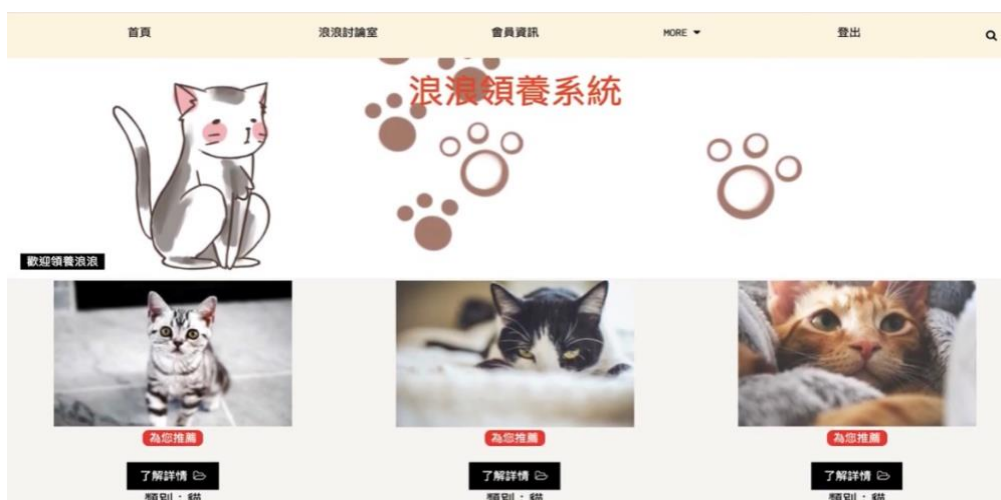 首頁 浪浪討論室 會員資訊 MORE 登出
浪浪領養系統
歡迎領養浪浪
為您推薦 為您推薦 為您推薦
了解詳情 了解詳情 了解詳情
類別：貓 類別：貓 類別：貓